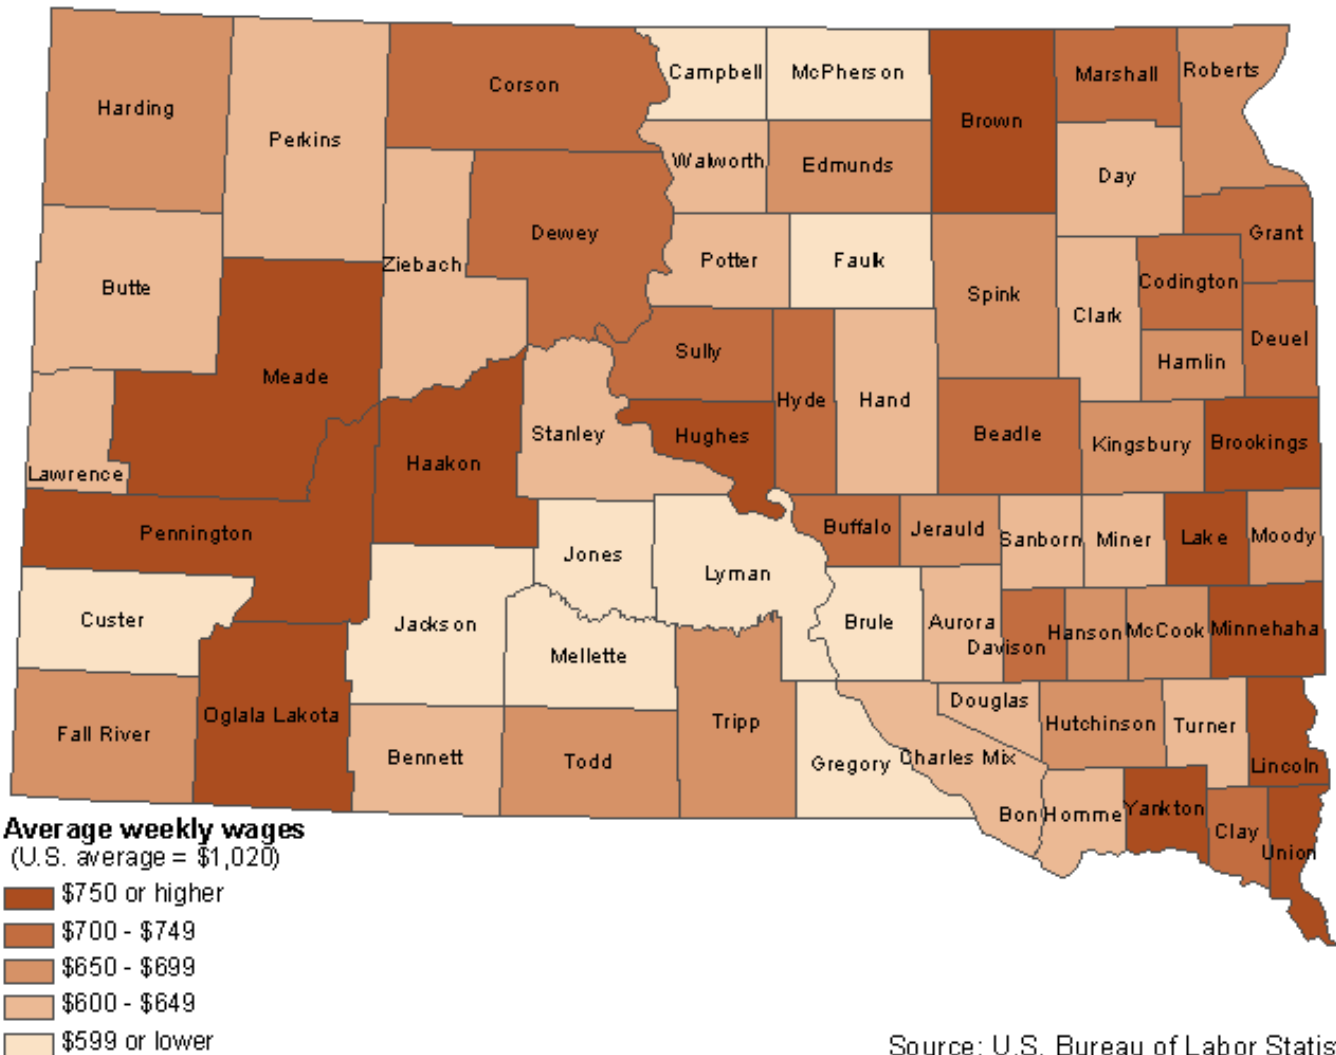 Campbell
McPherson
Corson
Marshall
Roberts
Harding
Brown
Perkins
Walworth
Edmunds
Day
Dewey
Grant
Ziebach
Potter
Faulk
Butte
Codington
Spink
Clark
Deuel
Sully
Hamlin
Meade
Hyde
Hand
Stanley
Hughes
Beadle
Kingsbury
Brookings
Haakon
Lawrence
Pennington
Buffalo
Jerauld
Sanborn
Miner
Lake
Moody
Jones
Lyman
Custer
Jackson
Brule
Aurora
Hanson
McCook
Minnehaha
Davison
Mellette
Oglala Lakota
Douglas
Fall River
Tripp
Hutchinson
Turner
Bennett
Todd
Gregory
Charles Mix
Lincoln
Bon Homme
Yankton
Clay
Union
Average weekly wages
(U.S. average = $1,020)
$750 or higher
$700 - $749
$650 - $699
$600 - $649
$599 or lower
Source: U.S. Bureau of Labor Statis